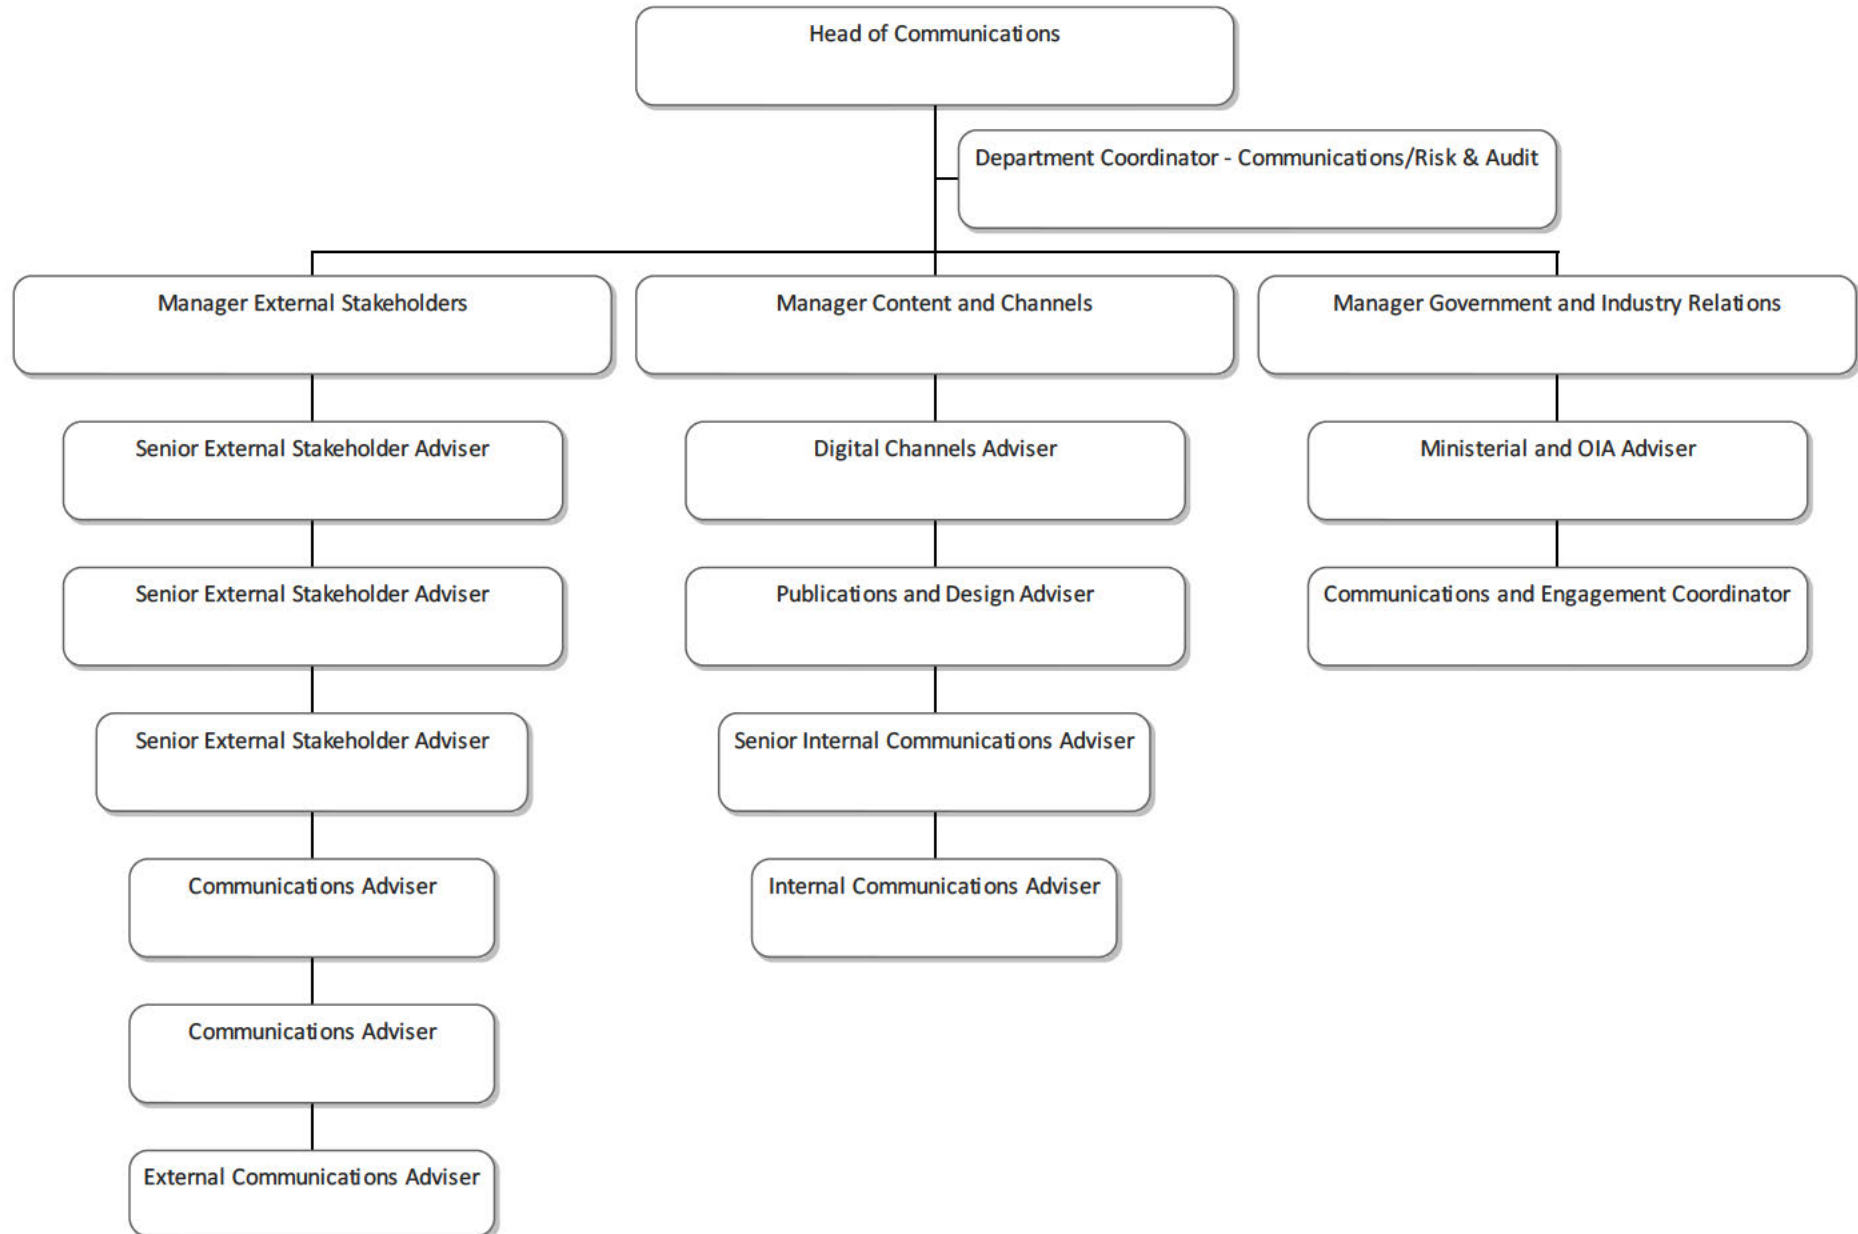 Head of Communications
Department Coordinator - Communications/Risk & Audit
Manager External Stakeholders
Manager Content and Channels
Manager Government and Industry Relations
Senior External Stakeholder Adviser
Digital Channels Adviser
Ministerial and OIA Adviser
Senior External Stakeholder Adviser
Publications and Design Adviser
Communications and Engagement Coordinator
Senior External Stakeholder Adviser
Senior Internal Communications Adviser
Communications Adviser
Internal Communications Adviser
Communications Adviser
External Communications Adviser